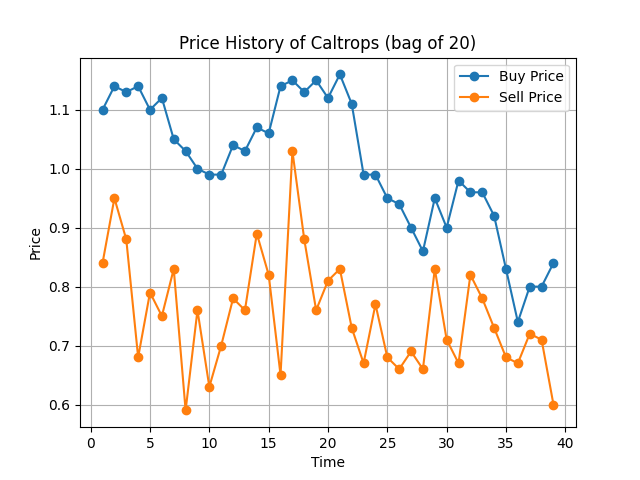 Price History of Caltrops (bag of 20)
Buy Price
Sell Price
Price
1.1
1.0
0.9
0.8
0.7
0.6
0 5 10 15 20 25 30 35 40
Time